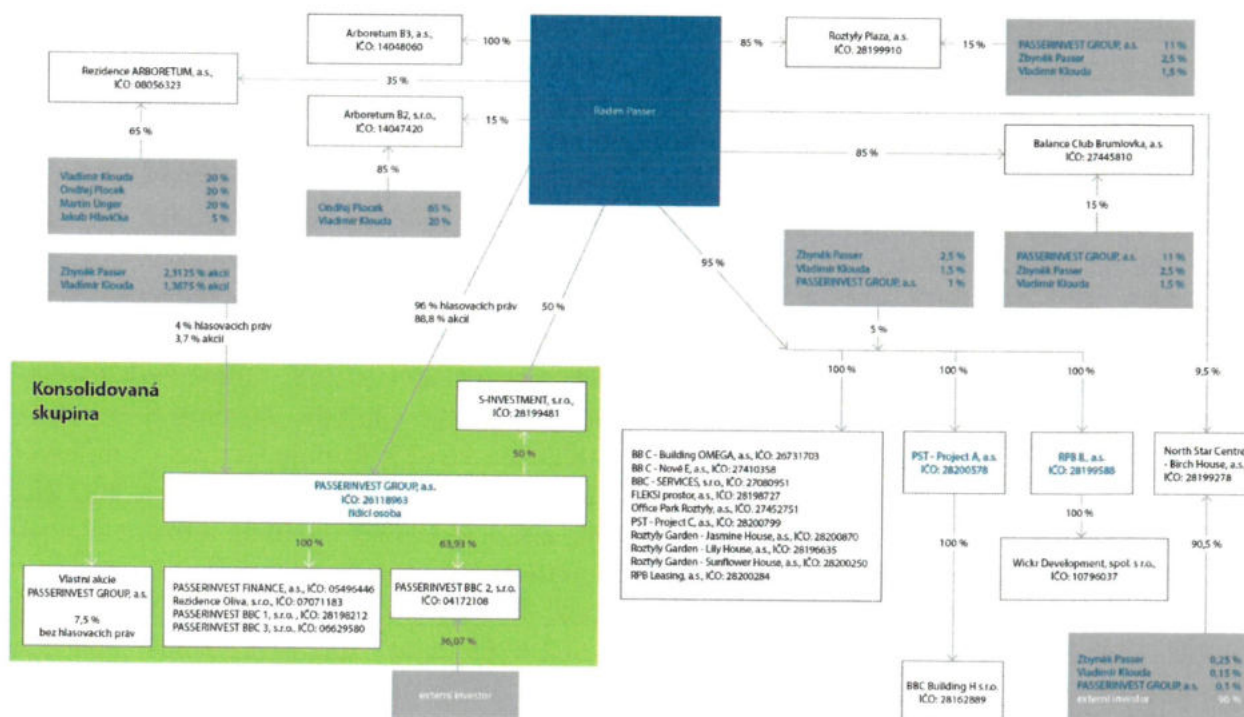 Arboretum B3, a.s.,
IČO: 14048060
100 %
Radim Passer
85 %
Roztyly Plaza, a.s.
IČO: 28199910
15 %
PASSERINVEST GROUP, a.s. 11 %
Zbyněk Passer 2,5 %
Vladimír Klouda 1,5 %
Rezidence ARBORETUM, a.s.,
IČO: 08056323
35 %
Arboretum B2, s.r.o.,
IČO: 14047420
15 %
65 %
85 %
Vladimír Klouda 20 %
Ondřej Plocek 20 %
Martin Unger 20 %
Jakub Hlavička 5 %
Ondřej Plocek 65 %
Vladimír Klouda 20 %
85 %
Balance Club Brumlovka, a.s.
IČO: 27445810
15 %
PASSERINVEST GROUP, a.s. 11 %
Zbyněk Passer 2,5 %
Vladimír Klouda 1,5 %
Zbyněk Passer 2,3125 % akcií
Vladimír Klouda 1,3875 % akcií
4 % hlasovacích práv
3,7 % akcií
96 % hlasovacích práv
88,8 % akcií
50 %
95 %
Zbyněk Passer 2,5 %
Vladimír Klouda 1,5 %
PASSERINVEST GROUP, a.s. 1 %
5 %
100 %
100 %
100 %
9,5 %
Konsolidovaná
skupina
S-INVESTMENT, s.r.o.,
IČO: 28199481
50 %
PASSERINVEST GROUP, a.s.
IČO: 26118963
řídící osoba
100 %
63,93 %
Vlastní akcie
PASSERINVEST GROUP, a.s.
7,5 %
bez hlasovacích práv
PASSERINVEST FINANCE, a.s., IČO: 05496446
Rezidence Oliva, s.r.o., IČO: 07071183
PASSERINVEST BBC 1, s.r.o. , IČO: 28198212
PASSERINVEST BBC 3, s.r.o., IČO: 06629580
PASSERINVEST BBC 2, s.r.o.
IČO: 04172108
36,07 %
externí investor
BB C - Building OMEGA, a.s., IČO: 26731703
BB C - Nové E, a.s., IČO: 27410358
BBC - SERVICES, s.r.o., IČO: 27080951
FLEKSI prostor, a.s., IČO: 28198727
Office Park Roztyly, a.s., IČO: 27452751
PST - Project C, a.s., IČO: 28200799
Roztyly Garden - Jasmine House, a.s., IČO: 28200870
Roztyly Garden - Lily House, a.s., IČO: 28196635
Roztyly Garden - Sunflower House, a.s., IČO: 28200250
RPB Leasing, a.s., IČO: 28200284
PST - Project A, a.s.
IČO: 28200578
100 %
BBC Building H s.r.o.
IČO: 28162889
RPB B., a.s.
IČO: 28199588
100 %
Wickr Development, spol. s r.o.,
IČO: 10796037
North Star Centre
- Birch House, a.s.,
IČO: 28199278
90,5 %
Zbyněk Passer 0,25 %
Vladimír Klouda 0,15 %
PASSERINVEST GROUP, a.s. 0,1 %
externí investor 90 %